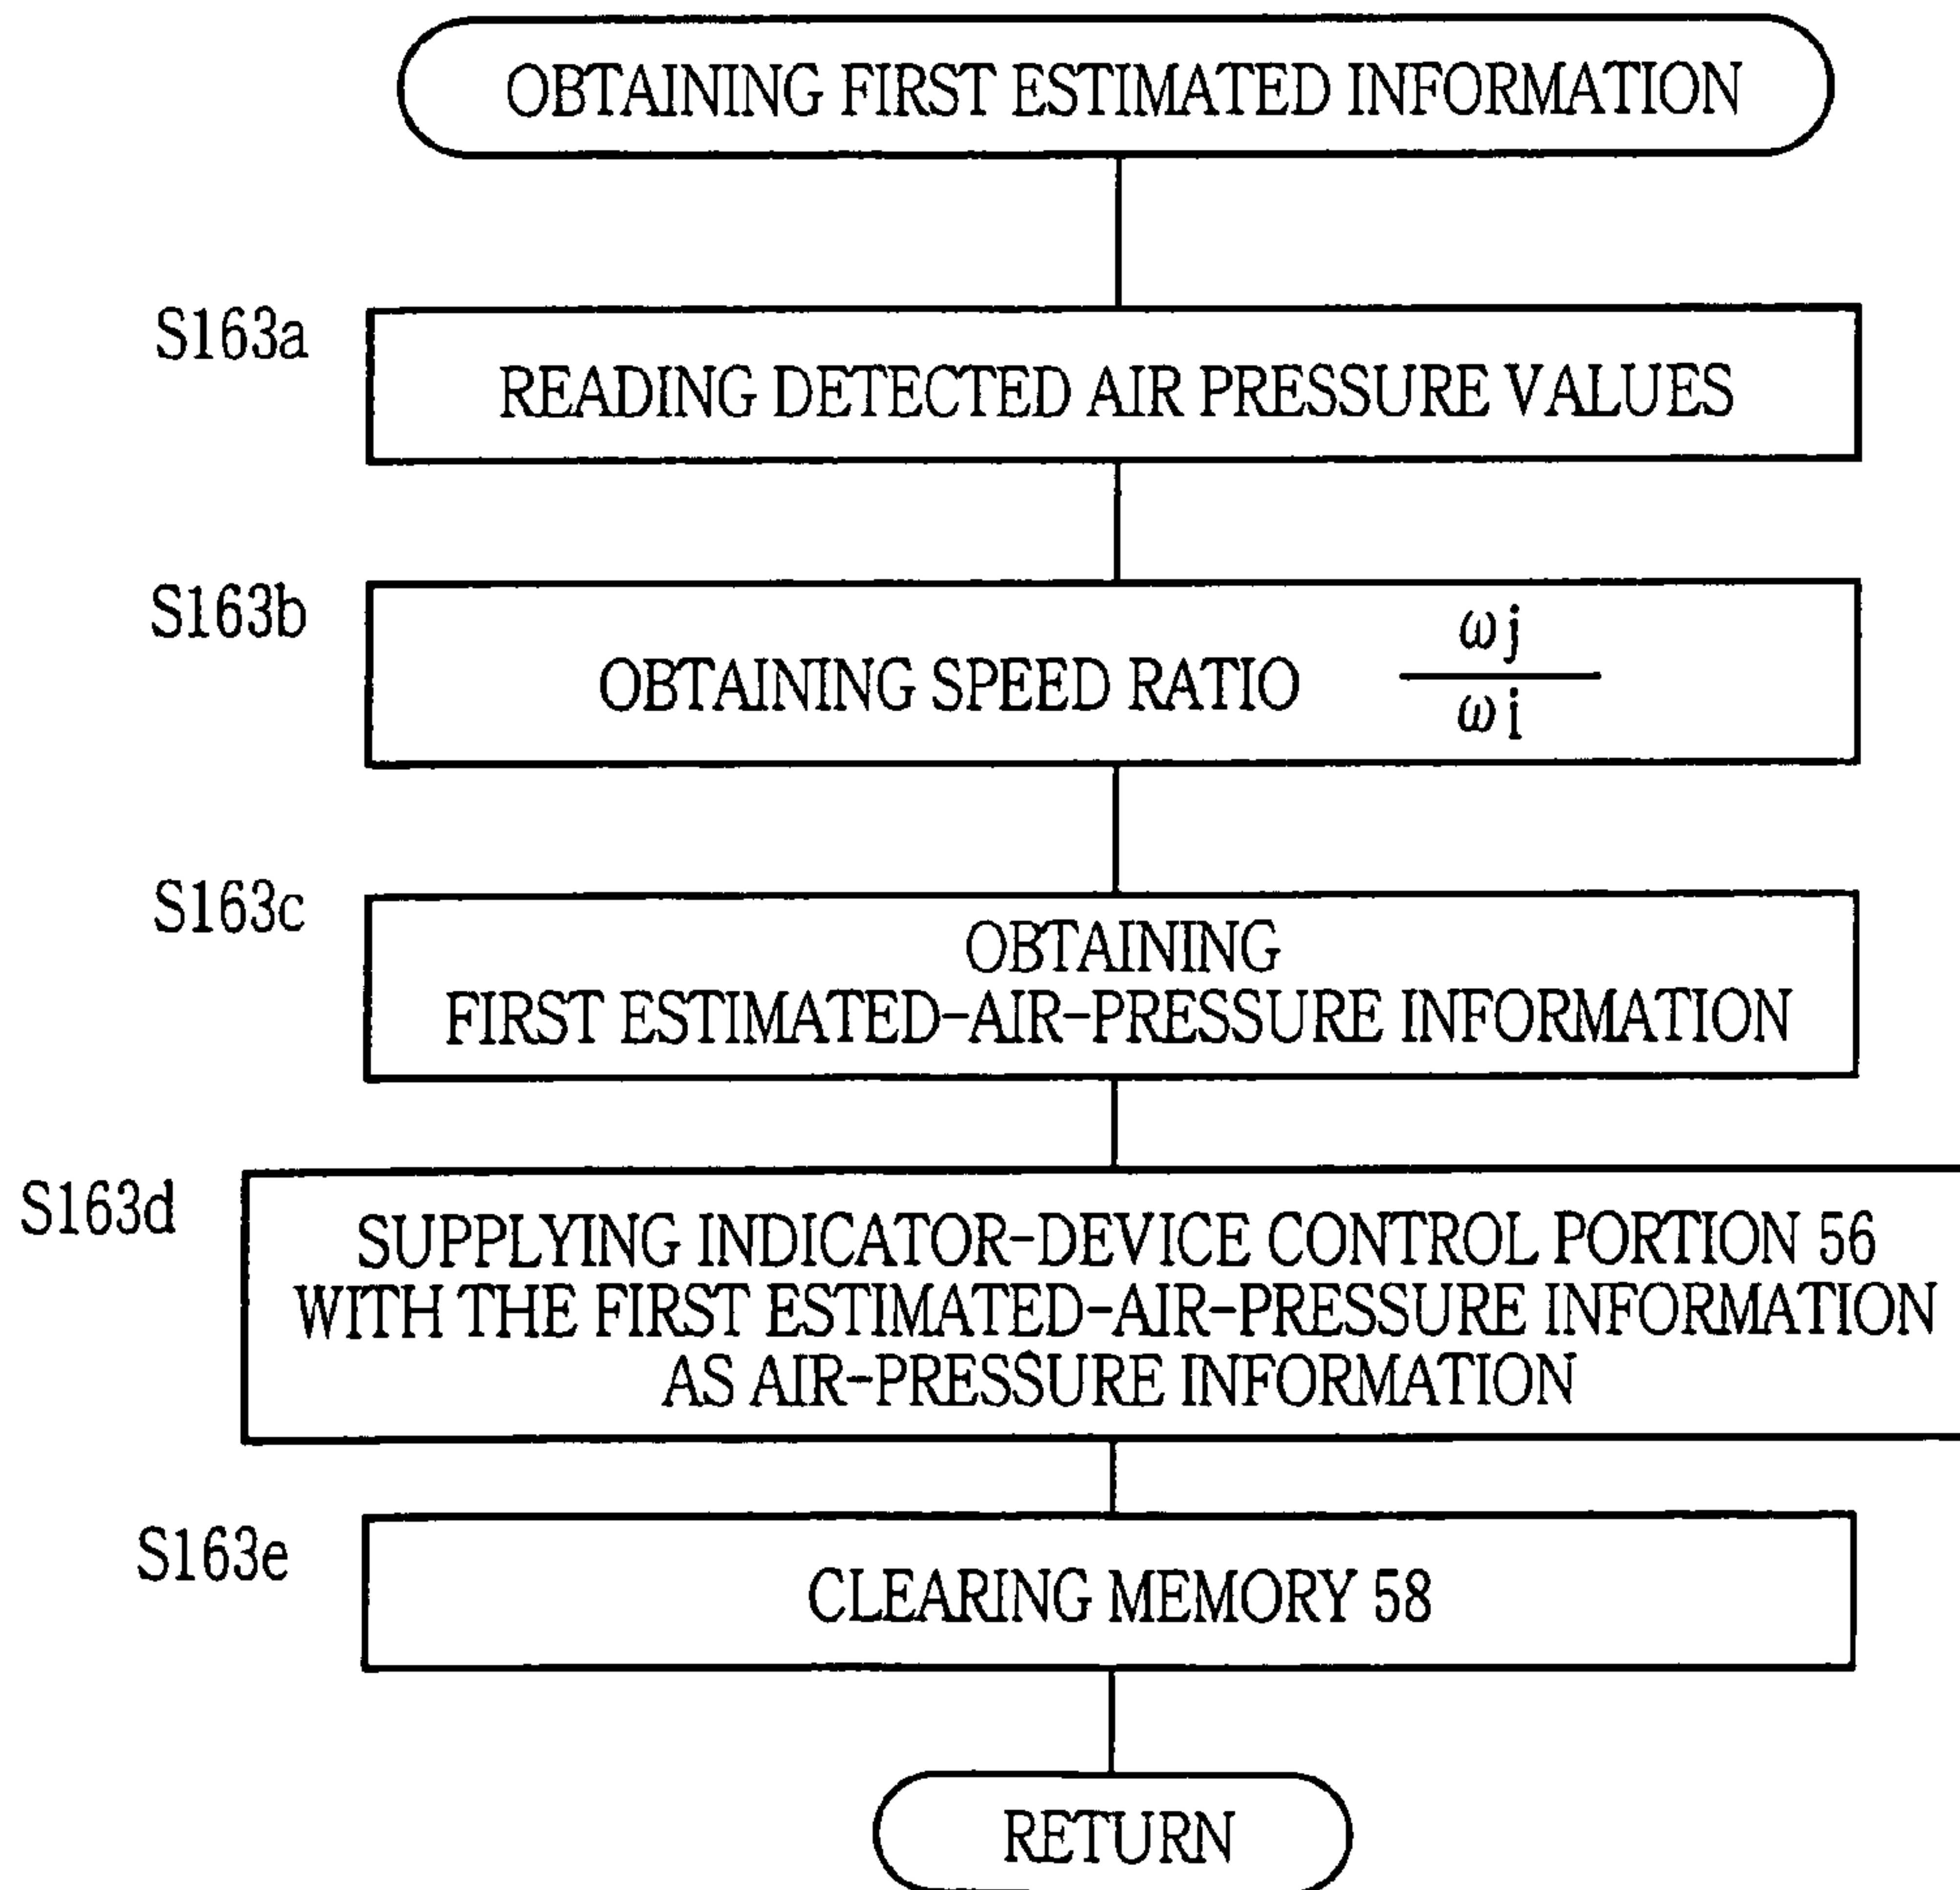 OBTAINING FIRST ESTIMATED INFORMATION
S163a
READING DETECTED AIR PRESSURE VALUES
S163b
OBTAINING SPEED RATIO ωj
ωi
S163c
OBTAINING
FIRST ESTIMATED-AIR-PRESSURE INFORMATION
S163d
SUPPLYING INDICATOR-DEVICE CONTROL PORTION 56
WITH THE FIRST ESTIMATED-AIR-PRESSURE INFORMATION
AS AIR-PRESSURE INFORMATION
S163e
CLEARING MEMORY 58
RETURN